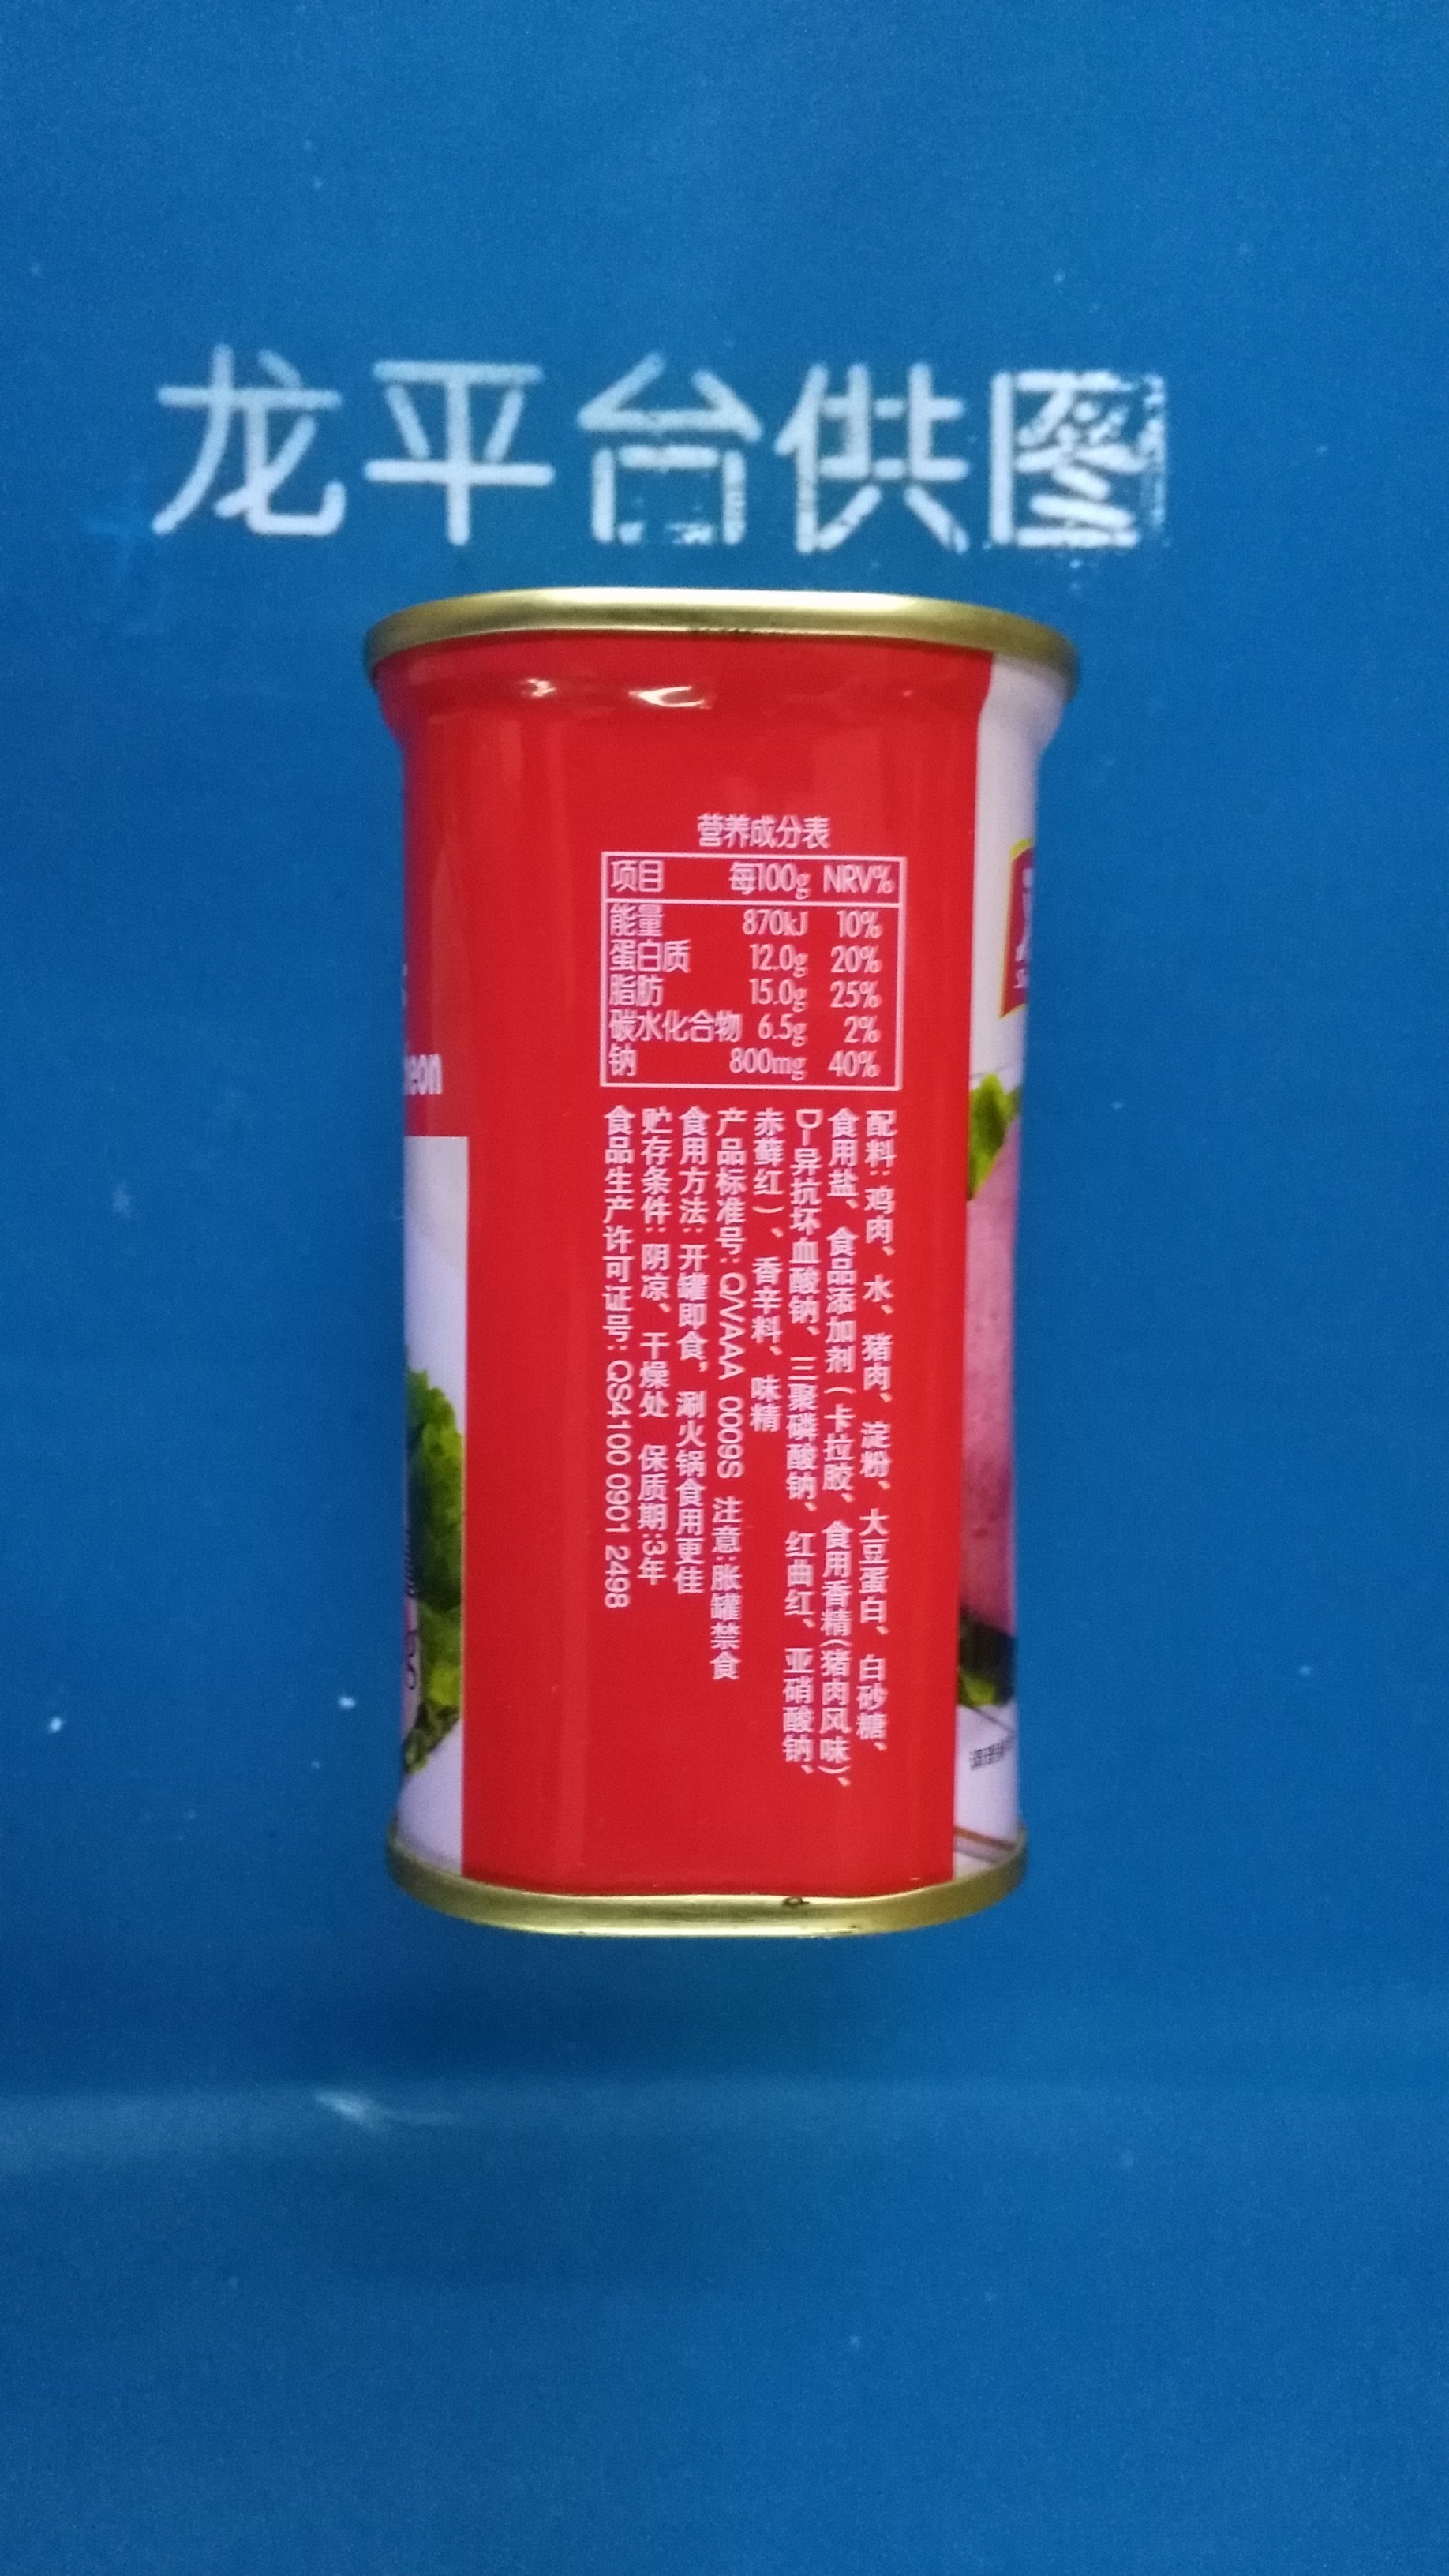 龙平台供图
营养成分表
项目 每100g NRV%
能量 870kJ 10%
蛋白质 12.0g 20%
脂肪 15.0g 25%
碳水化合物 6.5g 2%
钠 800mg 40%
配料：鸡肉、水、猪肉、淀粉、大豆蛋白、白砂糖、
食用盐、食品添加剂（卡拉胶、食用香精（猪肉风味）、
D-异抗坏血酸钠、三聚磷酸钠、红曲红、亚硝酸钠、
赤藓红）、香辛料、味精
产品标准号：Q/VAAA 0009S 注意：胀罐禁食
食用方法：开罐即食，涮火锅食用更佳
贮存条件：阴凉、干燥处 保质期：3年
食品生产许可证号：QS4100 0901 2498
eon